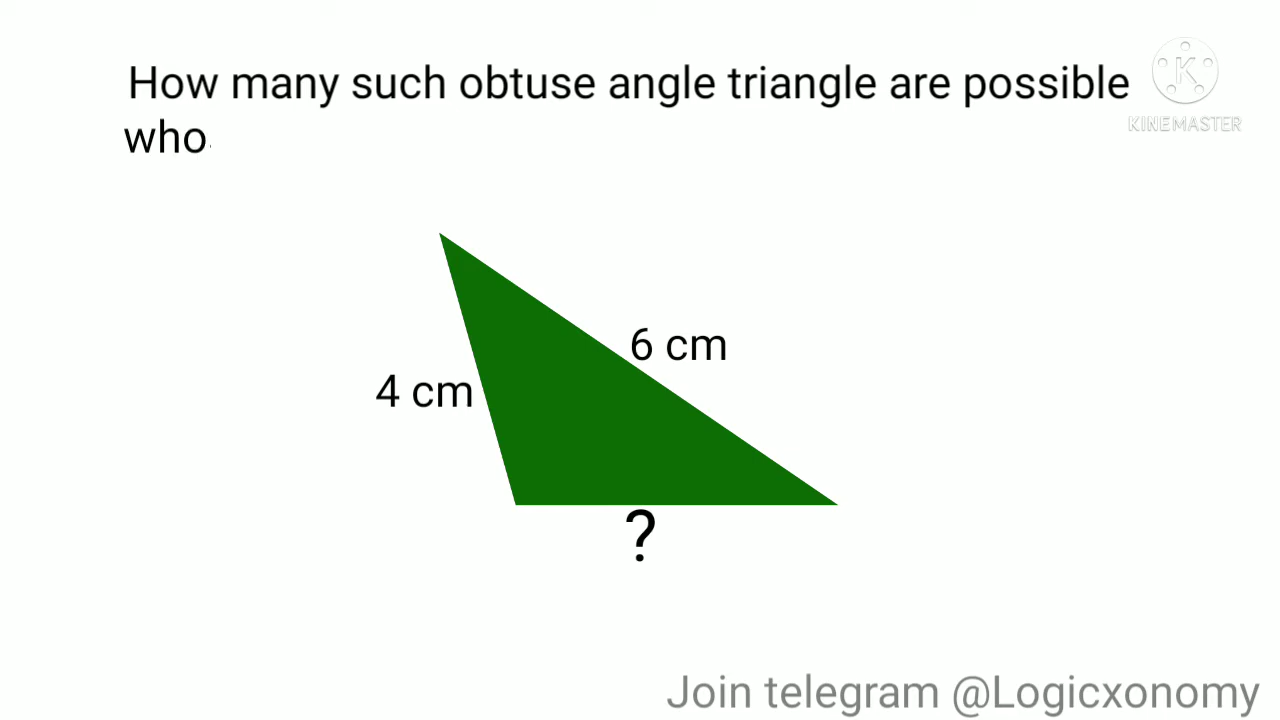 How many such obtuse angle triangle are possible
who
K
KINEMASTER
6 cm
4 cm
?
Join telegram @Logicxonomy